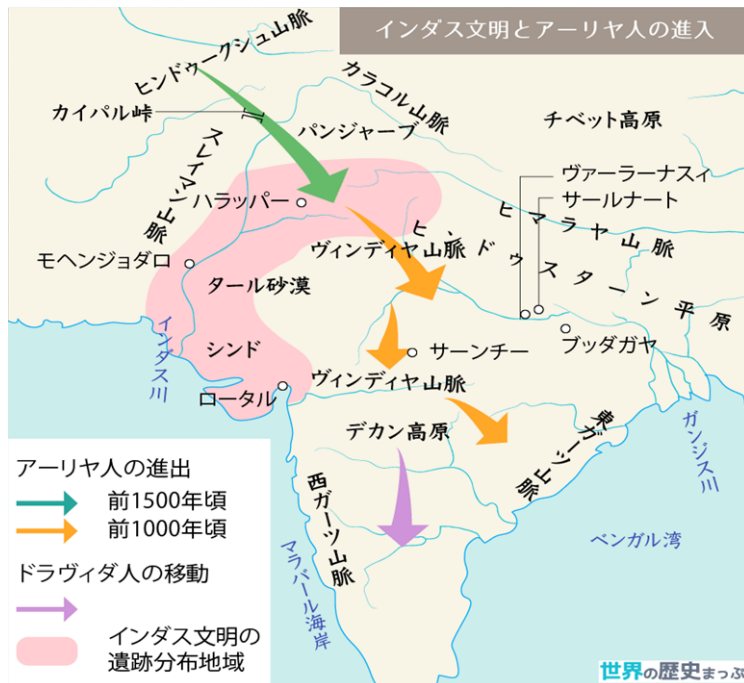 インダス文明とアーリヤ人の進入
ヒンドゥークシュ山脈
カラコル山脈
カイパル峠
パンジャーブ
チベット高原
スレイマン山脈
ヴァーラーナスィ
サールナート
ハラッパー
ヒマラヤ山脈
ヴィンディヤ山脈
ヒンドゥスターン平原
モヘンジョダロ
タール砂漠
インダス川
シンド
サーンチー
ブッダガヤ
ロータル
ヴィンディヤ山脈
デカン高原
東ガーツ山脈
ガンジス川
西ガーツ山脈
マラバール海岸
ベンガル湾
アーリヤ人の進出
前1500年頃
前1000年頃
ドラヴィダ人の移動
インダス文明の
遺跡分布地域
世界の歴史まっぷ